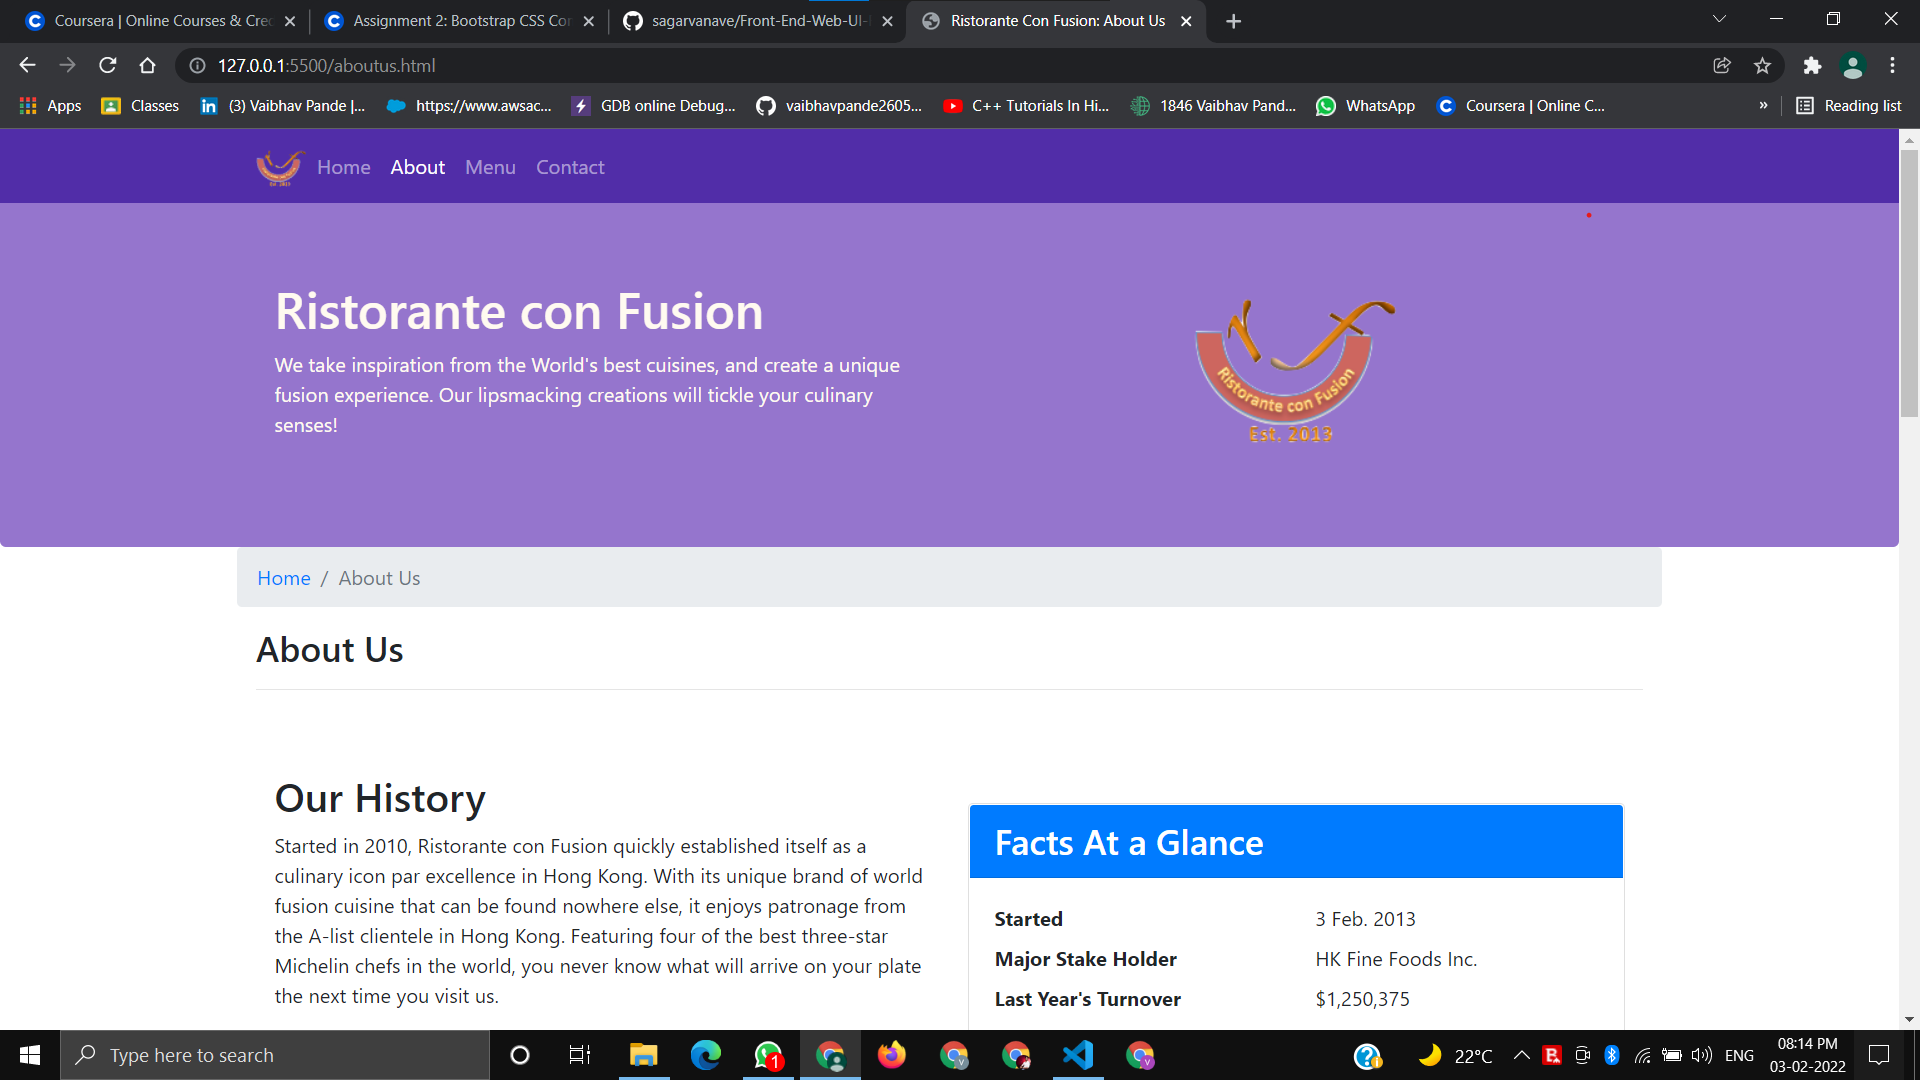 Coursera | Online Courses & Cre
Assignment 2: Bootstrap CSS Co
sagarvanave/Front-End-Web-UI-
Ristorante Con Fusion: About Us
127.0.0.1:5500/aboutus.html
Apps
Classes
(3) Vaibhav Pande |...
https://www.awsac...
GDB online Debug...
vaibhavpande2605...
C++ Tutorials In Hi...
1846 Vaibhav Pand...
WhatsApp
Coursera | Online C...
»
Reading list
Home About Menu Contact
Ristorante con Fusion
We take inspiration from the World's best cuisines, and create a unique
fusion experience. Our lipsmacking creations will tickle your culinary
senses!
Ristorante con Fusion
Est. 2013
Home / About Us
About Us
Our History
Started in 2010, Ristorante con Fusion quickly established itself as a
culinary icon par excellence in Hong Kong. With its unique brand of world
fusion cuisine that can be found nowhere else, it enjoys patronage from
the A-list clientele in Hong Kong. Featuring four of the best three-star
Michelin chefs in the world, you never know what will arrive on your plate
the next time you visit us.
Facts At a Glance
Started 3 Feb. 2013
Major Stake Holder HK Fine Foods Inc.
Last Year's Turnover $1,250,375
Type here to search
1
22°C
ENG
08:14 PM
03-02-2022